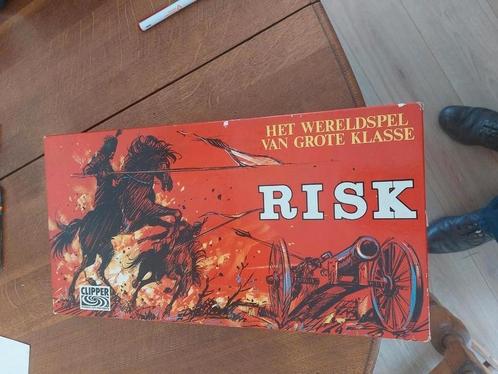 HET WERELDSPEL
VAN GROTE KLASSE
RISK
CLIPPER